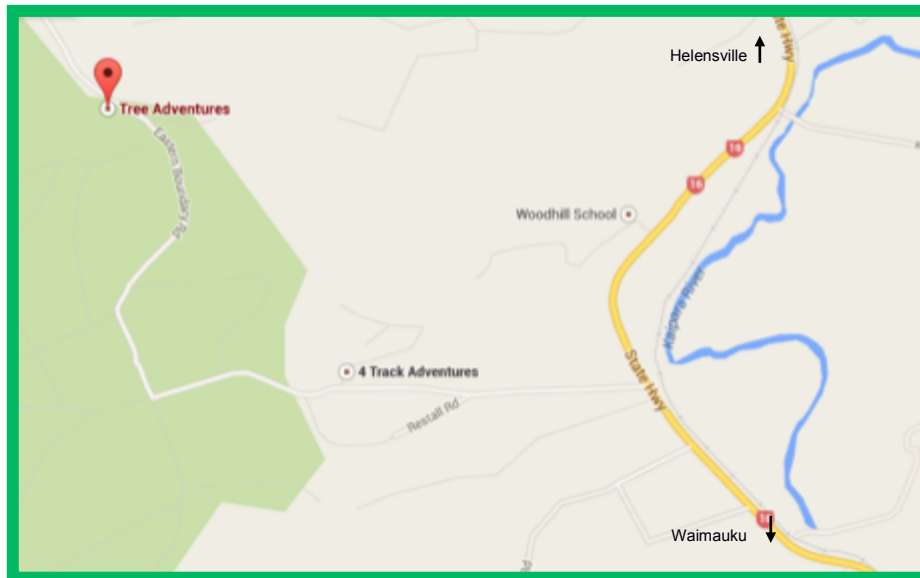 Helensville
te Hwy
Tree Adventures
16
16
Eastern Boundary Rd
Woodhill School
Kaipara River
State Hwy
4 Track Adventures
Restall Rd
Waimauku
16